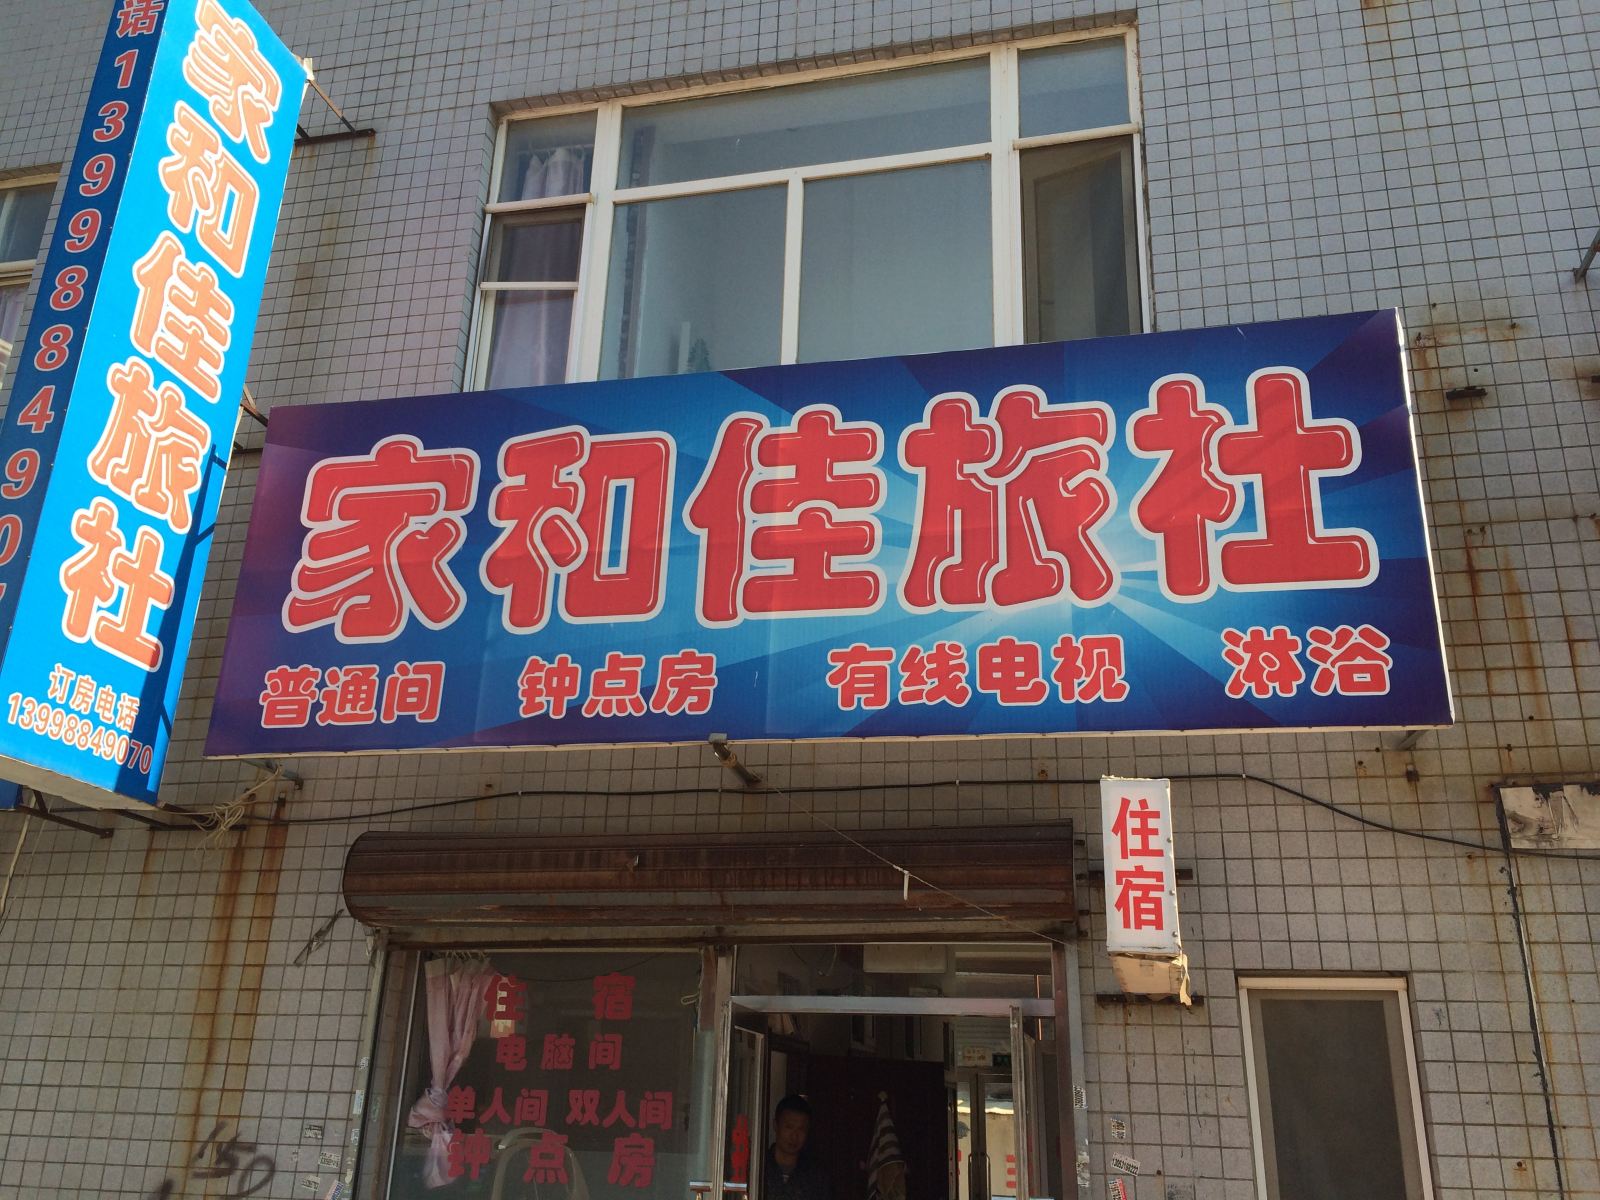 话1399884907
家和佳旅社
订房电话
13998849070
家和佳旅社
普通间 钟点房 有线电视 淋浴
住宿
住宿
电脑间
单人间 双人间
钟点房